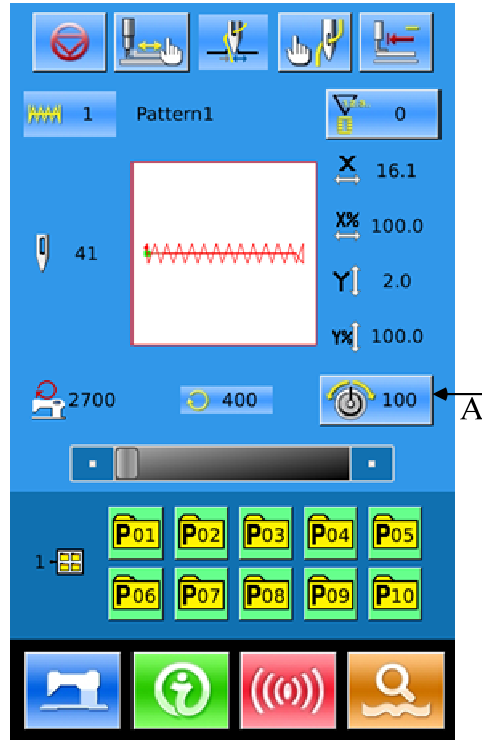 1 Pattern1 0
X 16.1
X% 100.0
41
Y 2.0
Y% 100.0
2700 400 100
A
P01 P02 P03 P04 P05
1-
P06 P07 P08 P09 P10